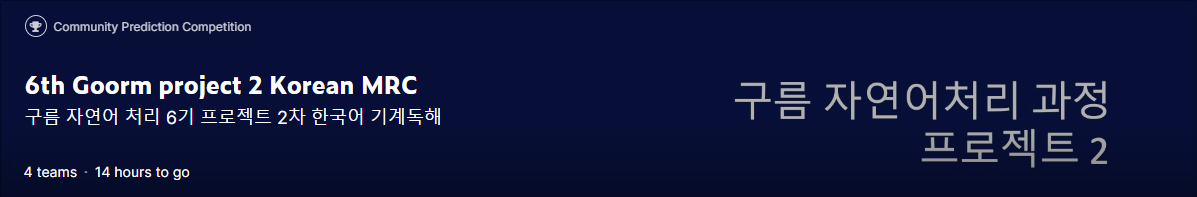 Community Prediction Competition
6th Goorm project 2 Korean MRC
구름 자연어 처리 6기 프로젝트 2차 한국어 기계독해
4 teams · 14 hours to go
구름 자연어처리 과정
프로젝트 2